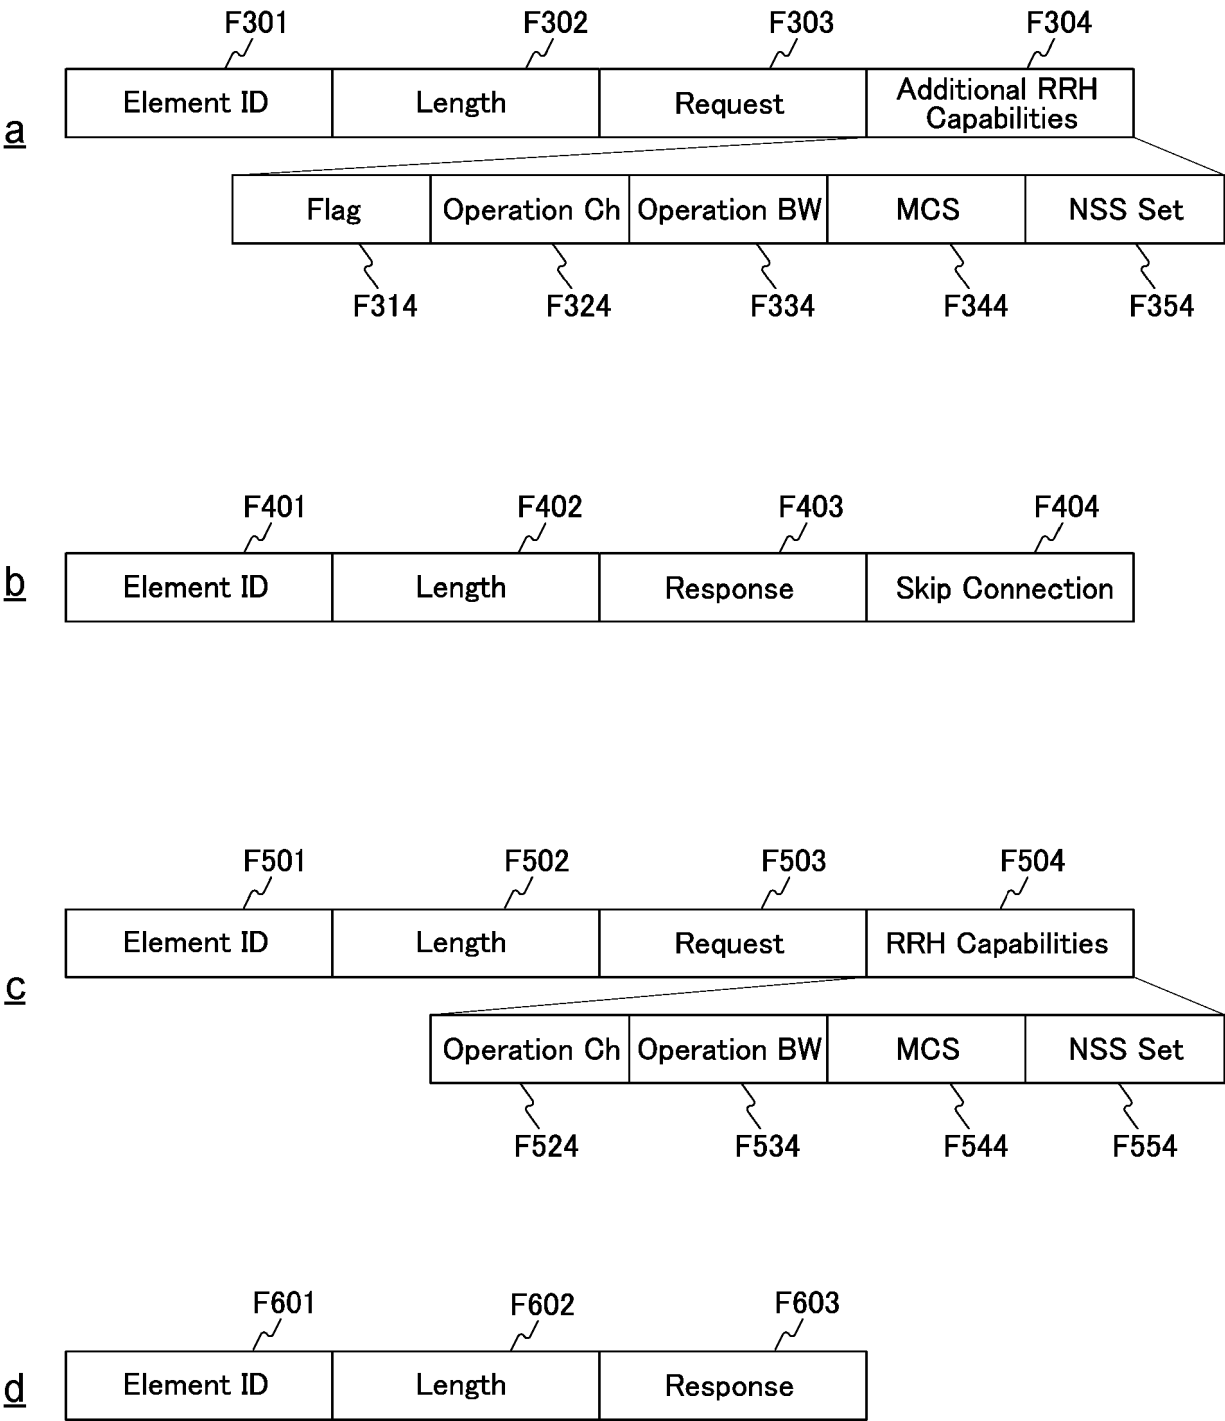 F301 F302 F303 F304
a
Element ID Length Request Additional RRH
Capabilities
Flag Operation Ch Operation BW MCS NSS Set
F314 F324 F334 F344 F354
F401 F402 F403 F404
b
Element ID Length Response Skip Connection
F501 F502 F503 F504
Element ID Length Request RRH Capabilities
c
Operation Ch Operation BW MCS NSS Set
F524 F534 F544 F554
F601 F602 F603
d
Element ID Length Response